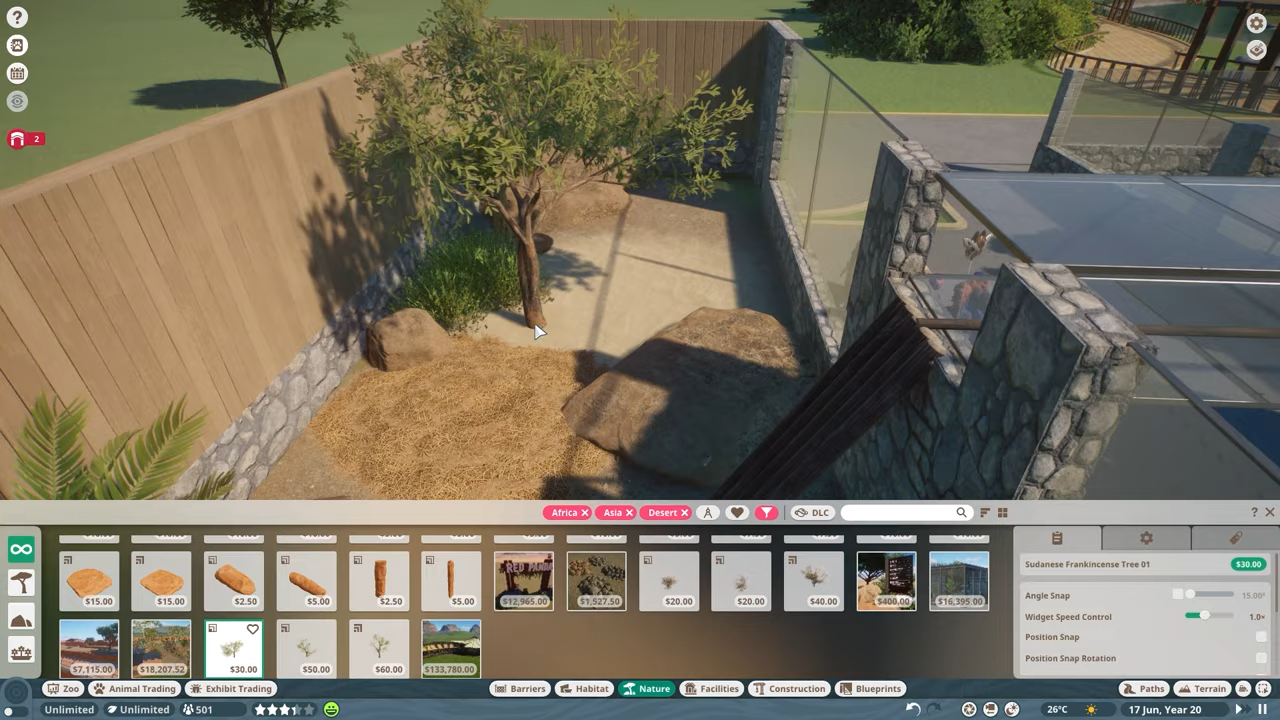 ?
2
Africa ✕ Asia ✕ Desert ✕ DLC
? ✕
$15.00 $15.00 $2.50 $5.00 $2.50 $5.00 $12,965.00 $1,527.50 $20.00 $20.00 $40.00 $400.00 $16,395.00
RED PANDA
$7,115.00 $18,207.52 $30.00 $50.00 $60.00 $133,780.00
Sudanese Frankincense Tree 01 $30.00
Angle Snap 15.00°
Widget Speed Control 1.0×
Position Snap
Position Snap Rotation
Zoo Animal Trading Exhibit Trading Barriers Habitat Nature Facilities Construction Blueprints Paths Terrain
Unlimited Unlimited 501 26°C 17 Jun, Year 20